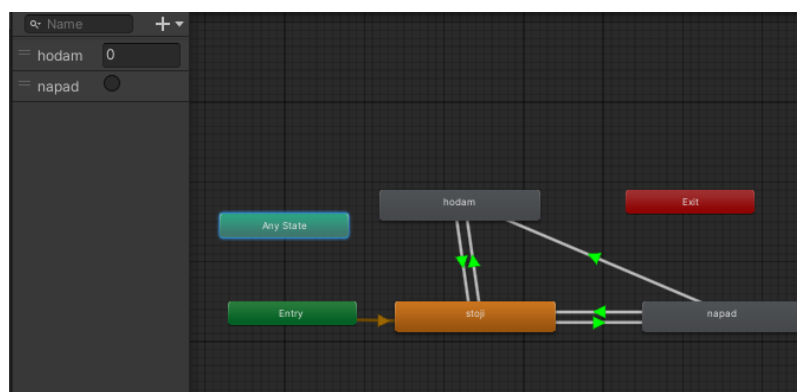 Name
hodam 0
napad
hodam
Exit
Any State
Entry
stoji
napad